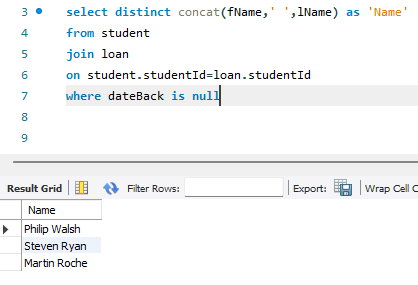 3 select distinct concat(fName,' ',lName) as 'Name'
4 from student
5 join loan
6 on student.studentId=loan.studentId
7 where dateBack is null
8
9
Result Grid Filter Rows: Export: Wrap Cell C
Name
Philip Walsh
Steven Ryan
Martin Roche